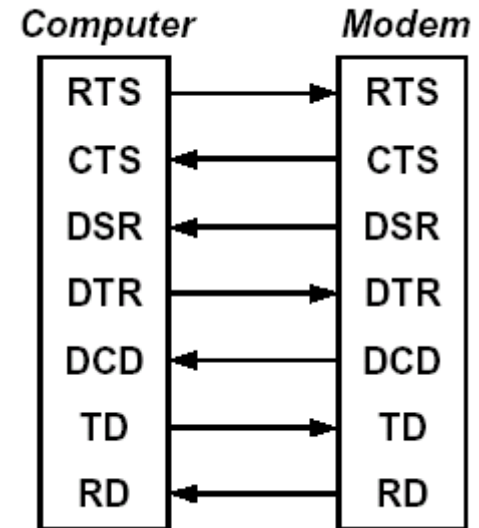 Computer Modem
RTS RTS
CTS CTS
DSR DSR
DTR DTR
DCD DCD
TD TD
RD RD